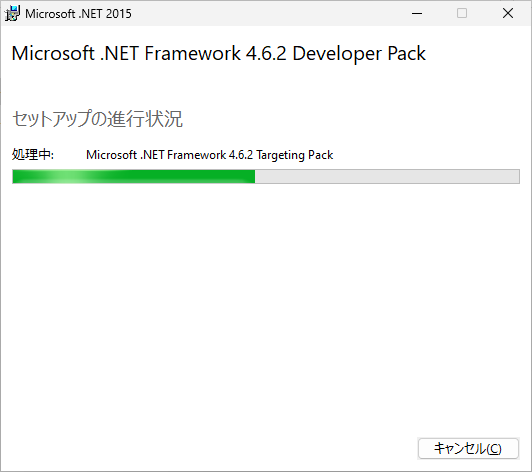 Microsoft .NET 2015
Microsoft .NET Framework 4.6.2 Developer Pack
セットアップの進行状況
処理中: Microsoft .NET Framework 4.6.2 Targeting Pack
キャンセル(C)